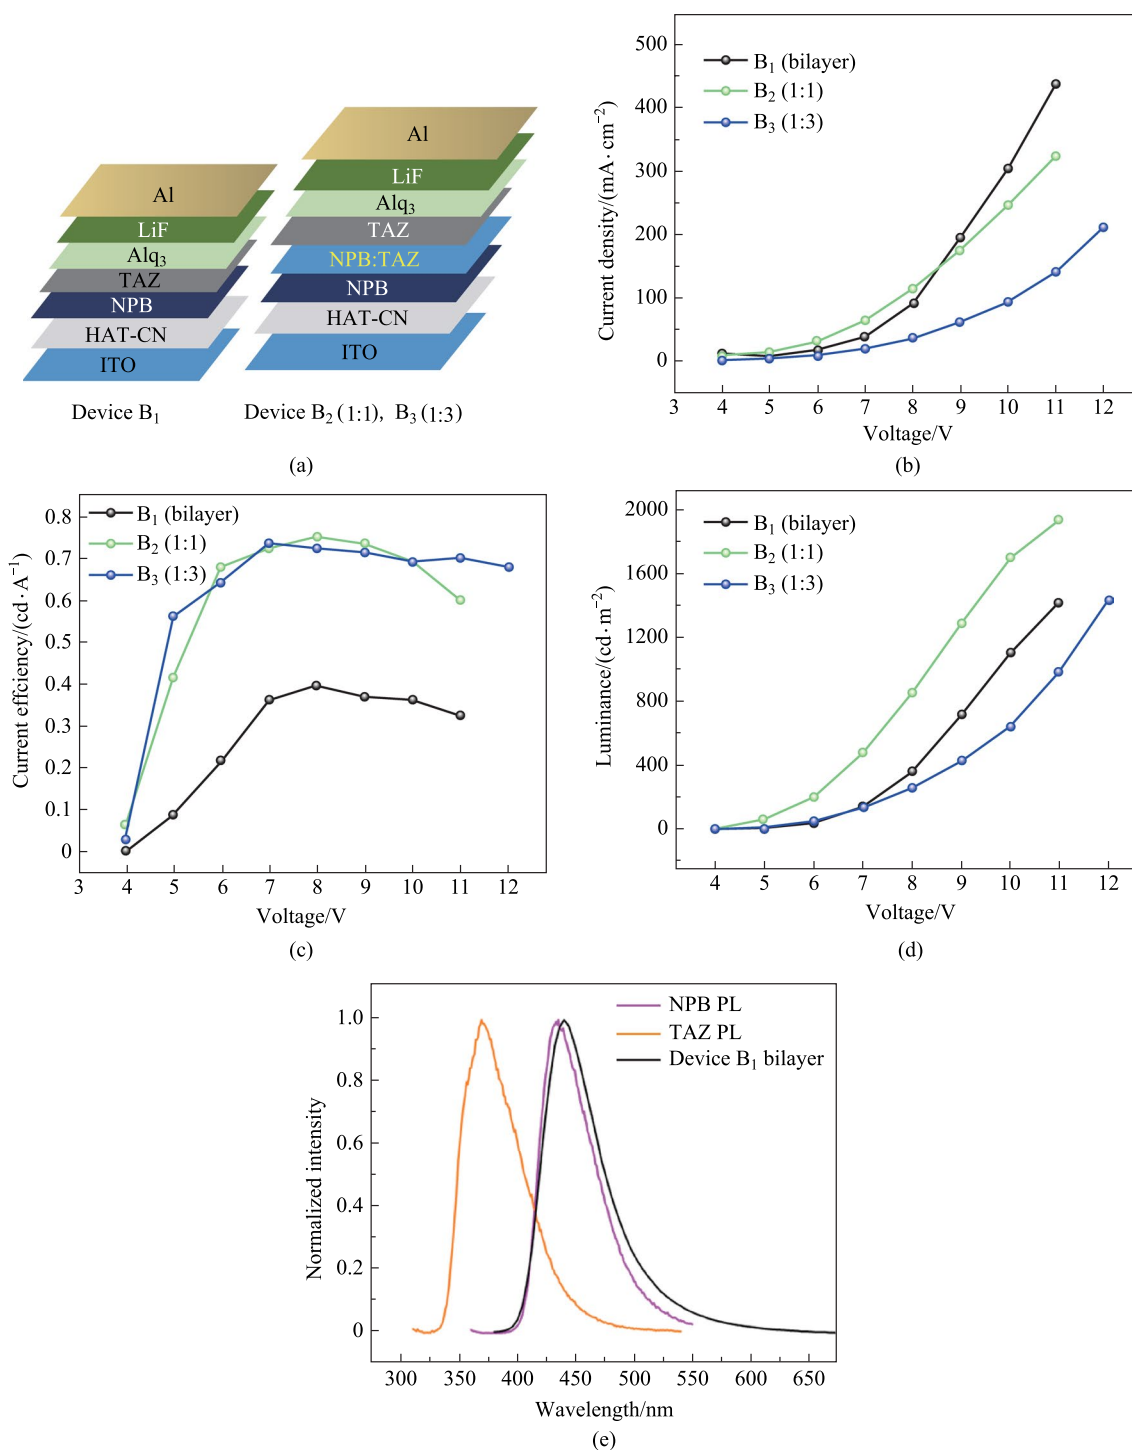 Al
LiF
Alq3
TAZ
NPB
HAT-CN
ITO
Device B1
Al
LiF
Alq3
TAZ
NPB:TAZ
NPB
HAT-CN
ITO
Device B2 (1:1), B3 (1:3)
(a)
B1 (bilayer)
B2 (1:1)
B3 (1:3)
Current density/(mA·cm−2)
500
400
300
200
100
0
3 4 5 6 7 8 9 10 11 12
Voltage/V
(b)
B1 (bilayer)
B2 (1:1)
B3 (1:3)
Current effciency/(cd·A−1)
0.8
0.7
0.6
0.5
0.4
0.3
0.2
0.1
0
3 4 5 6 7 8 9 10 11 12
Voltage/V
(c)
B1 (bilayer)
B2 (1:1)
B3 (1:3)
Luminance/(cd·m−2)
2000
1600
1200
800
400
0
4 5 6 7 8 9 10 11 12
Voltage/V
(d)
NPB PL
TAZ PL
Device B1 bilayer
Normalized intensity
1.0
0.8
0.6
0.4
0.2
0
300 350 400 450 500 550 600 650
Wavelength/nm
(e)